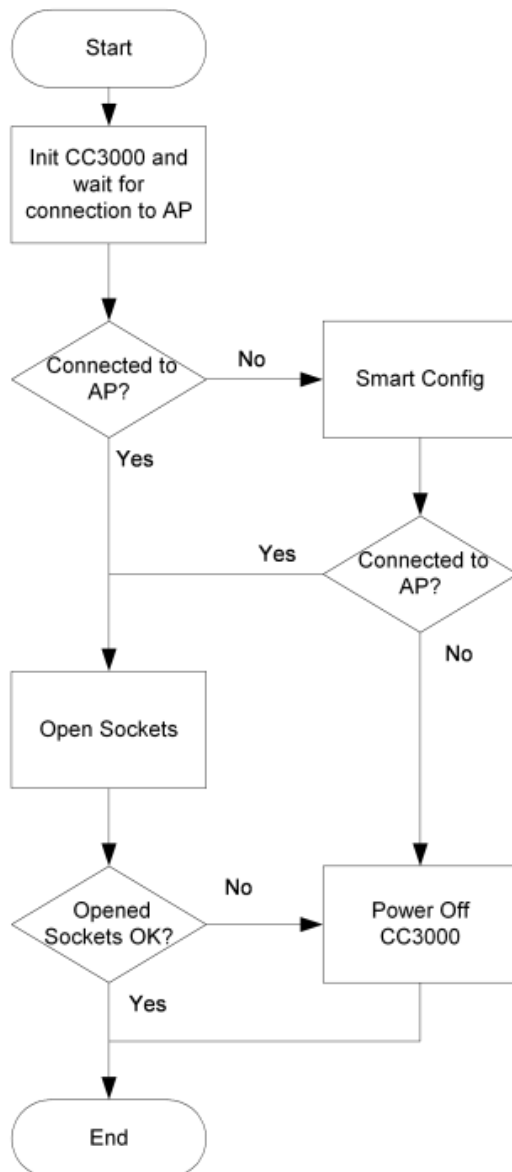 Start
Init CC3000 and
wait for
connection to AP
Connected to
AP?
No
Smart Config
Yes
Yes
Connected to
AP?
No
Open Sockets
Opened
Sockets OK?
No
Power Off
CC3000
Yes
End